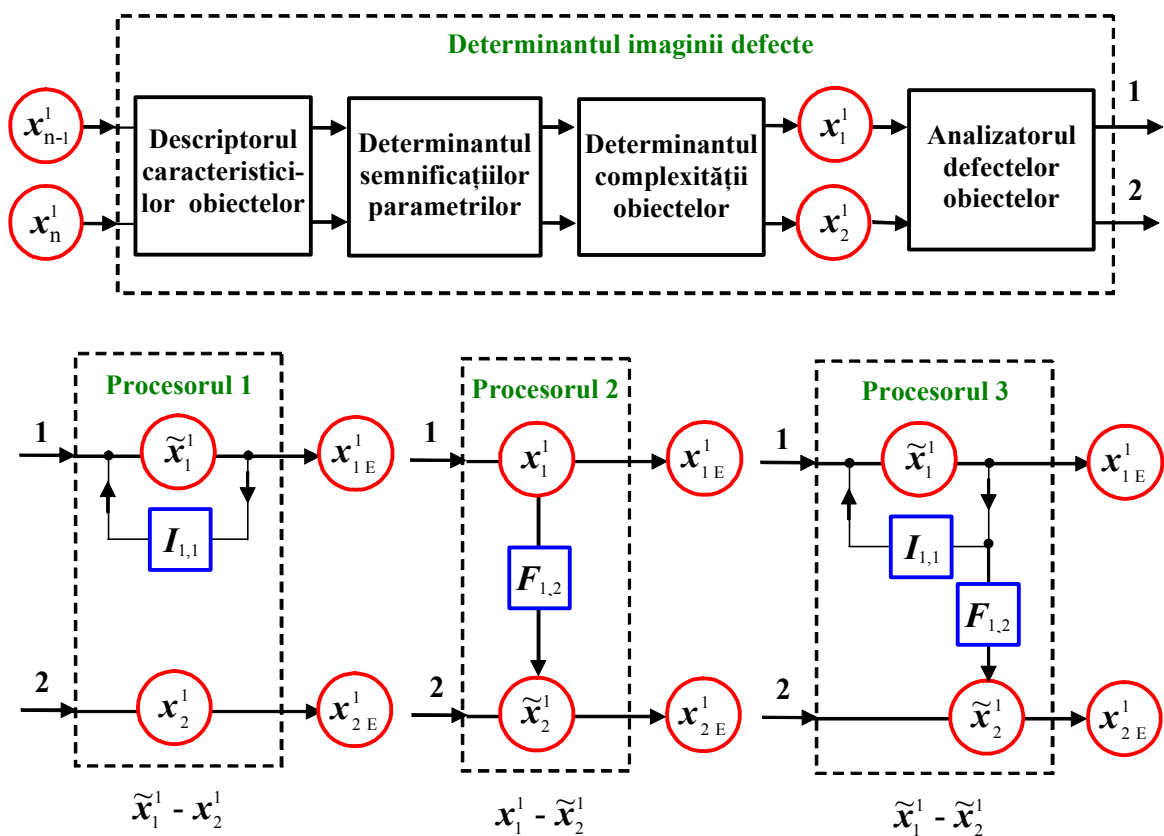 Determinantul imaginii defecte
x¹ₙ₋₁
x¹ₙ
Descriptorul
caracteristici-
lor obiectelor
Determinantul
semnificațiilor
parametrilor
Determinantul
complexității
obiectelor
x¹₁
x¹₂
Analizatorul
defectelor
obiectelor
1
2
Procesorul 1
1
x̃¹₁
x¹₁ E
I₁,₁
2
x¹₂
x¹₂ E
x̃¹₁ - x¹₂
Procesorul 2
1
x¹₁
x¹₁ E
F₁,₂
2
x̃¹₂
x¹₂ E
x¹₁ - x̃¹₂
Procesorul 3
1
x̃¹₁
x¹₁ E
I₁,₁
F₁,₂
2
x̃¹₂
x¹₂ E
x̃¹₁ - x̃¹₂